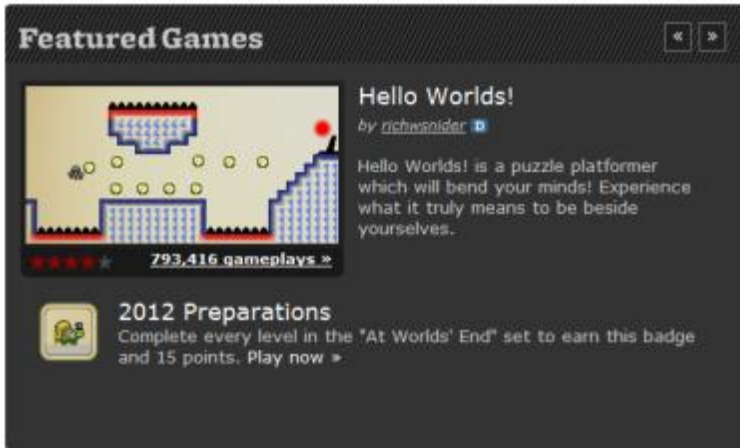 Featured Games
« »
Hello Worlds!
by richwsnider D
Hello Worlds! is a puzzle platformer
which will bend your minds! Experience
what it truly means to be beside
yourselves.
793,416 gameplays »
2012 Preparations
Complete every level in the "At Worlds' End" set to earn this badge
and 15 points. Play now »